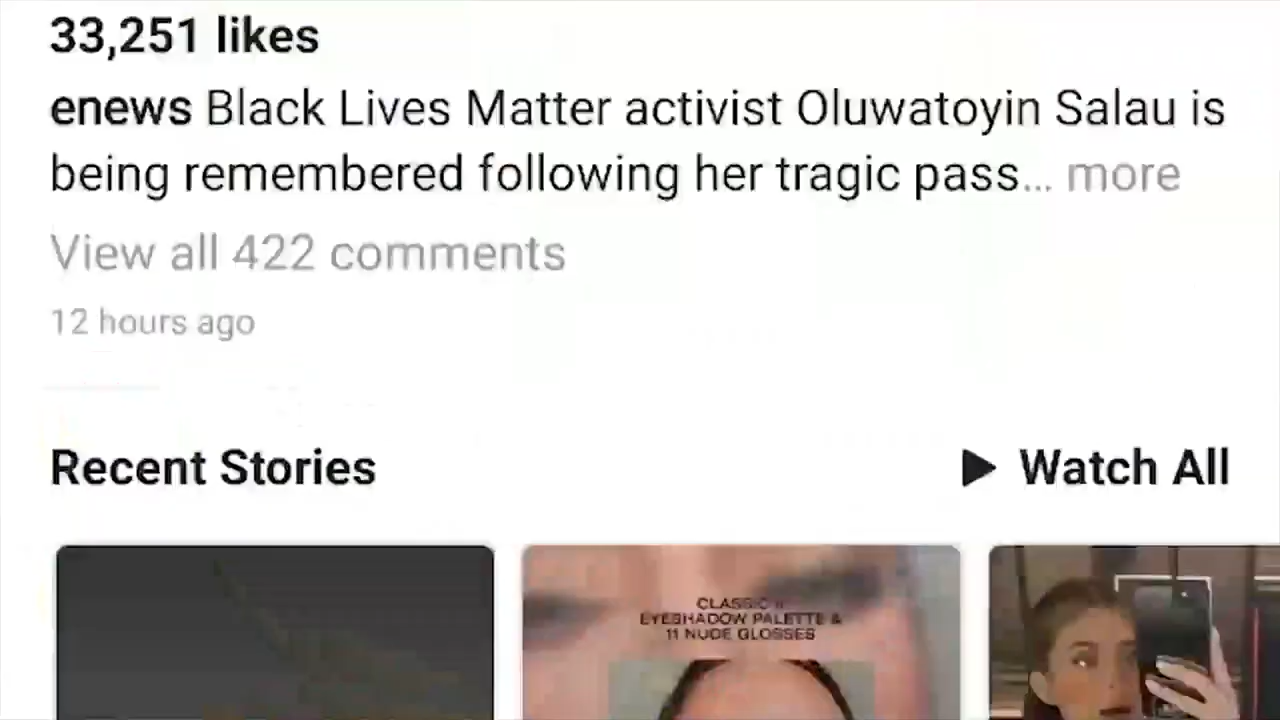 33,251 likes
enews Black Lives Matter activist Oluwatoyin Salau is
being remembered following her tragic pass... more
View all 422 comments
12 hours ago
Recent Stories
Watch All
CLASSIC
EYESHADOW PALETTE &
11 NUDE GLOSSES